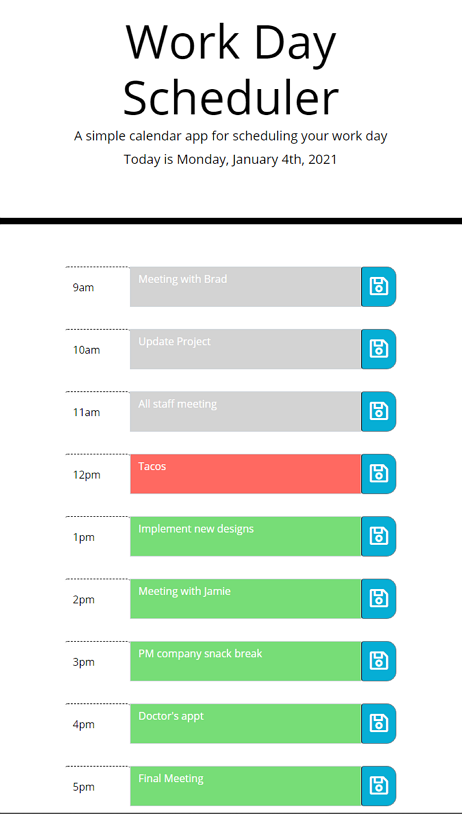 Work Day
Scheduler
A simple calendar app for scheduling your work day
Today is Monday, January 4th, 2021
9am Meeting with Brad
10am Update Project
11am All staff meeting
12pm Tacos
1pm Implement new designs
2pm Meeting with Jamie
3pm PM company snack break
4pm Doctor's appt
5pm Final Meeting